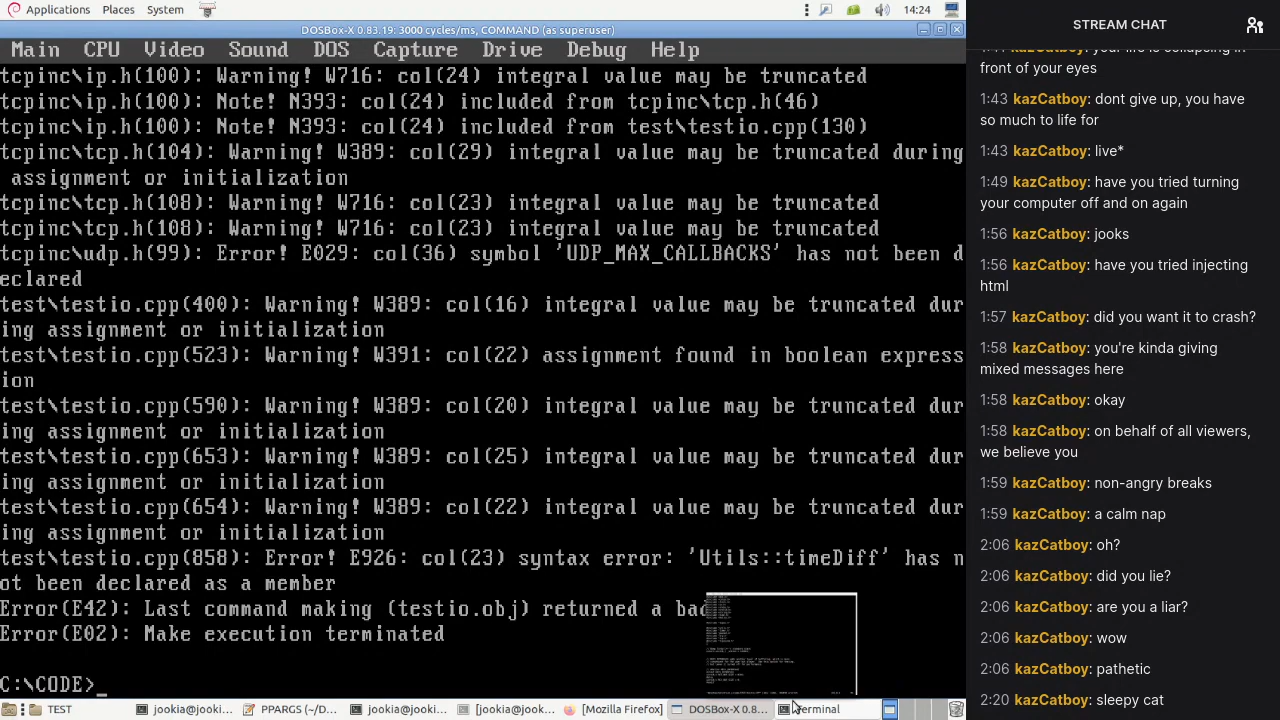 Applications Places System
14:24
DOSBox-X 0.83.19: 3000 cycles/ms, COMMAND (as superuser)
Main CPU Video Sound DOS Capture Drive Debug Help
tcpinc\ip.h(100): Warning! W716: col(24) integral value may be truncated
tcpinc\ip.h(100): Note! N393: col(24) included from tcpinc\tcp.h(46)
tcpinc\ip.h(100): Note! N393: col(24) included from test\testio.cpp(130)
tcpinc\tcp.h(104): Warning! W389: col(29) integral value may be truncated during
assignment or initialization
tcpinc\tcp.h(108): Warning! W716: col(23) integral value may be truncated
tcpinc\tcp.h(108): Warning! W716: col(23) integral value may be truncated
tcpinc\udp.h(99): Error! E029: col(36) symbol 'UDP_MAX_CALLBACKS' has not been d
eclared
test\testio.cpp(400): Warning! W389: col(16) integral value may be truncated dur
ing assignment or initialization
test\testio.cpp(523): Warning! W391: col(22) assignment found in boolean express
ion
test\testio.cpp(590): Warning! W389: col(20) integral value may be truncated dur
ing assignment or initialization
test\testio.cpp(653): Warning! W389: col(25) integral value may be truncated dur
ing assignment or initialization
test\testio.cpp(654): Warning! W389: col(22) integral value may be truncated dur
ing assignment or initialization
test\testio.cpp(858): Error! E926: col(23) syntax error: 'Utils::timeDiff' has n
ot been declared as a member
Last command making returned a bad
Make execution terminated
TEST
jookia@jooki...
PROGS (~/D...
jookia@jooki...
[jookia@jook...
[Mozilla Firefox]
DOSBox-X 0.8...
Terminal
STREAM CHAT
front of your eyes
1:43 kazCatboy: dont give up, you have
so much to life for
1:43 kazCatboy: live*
1:49 kazCatboy: have you tried turning
your computer off and on again
1:56 kazCatboy: jooks
1:56 kazCatboy: have you tried injecting
html
1:57 kazCatboy: did you want it to crash?
1:58 kazCatboy: you're kinda giving
mixed messages here
1:58 kazCatboy: okay
1:58 kazCatboy: on behalf of all viewers,
we believe you
1:59 kazCatboy: non-angry breaks
1:59 kazCatboy: a calm nap
2:06 kazCatboy: oh?
2:06 kazCatboy: did you lie?
2:06 kazCatboy: are you a liar?
2:06 kazCatboy: wow
2:06 kazCatboy: pathetic
2:20 kazCatboy: sleepy cat